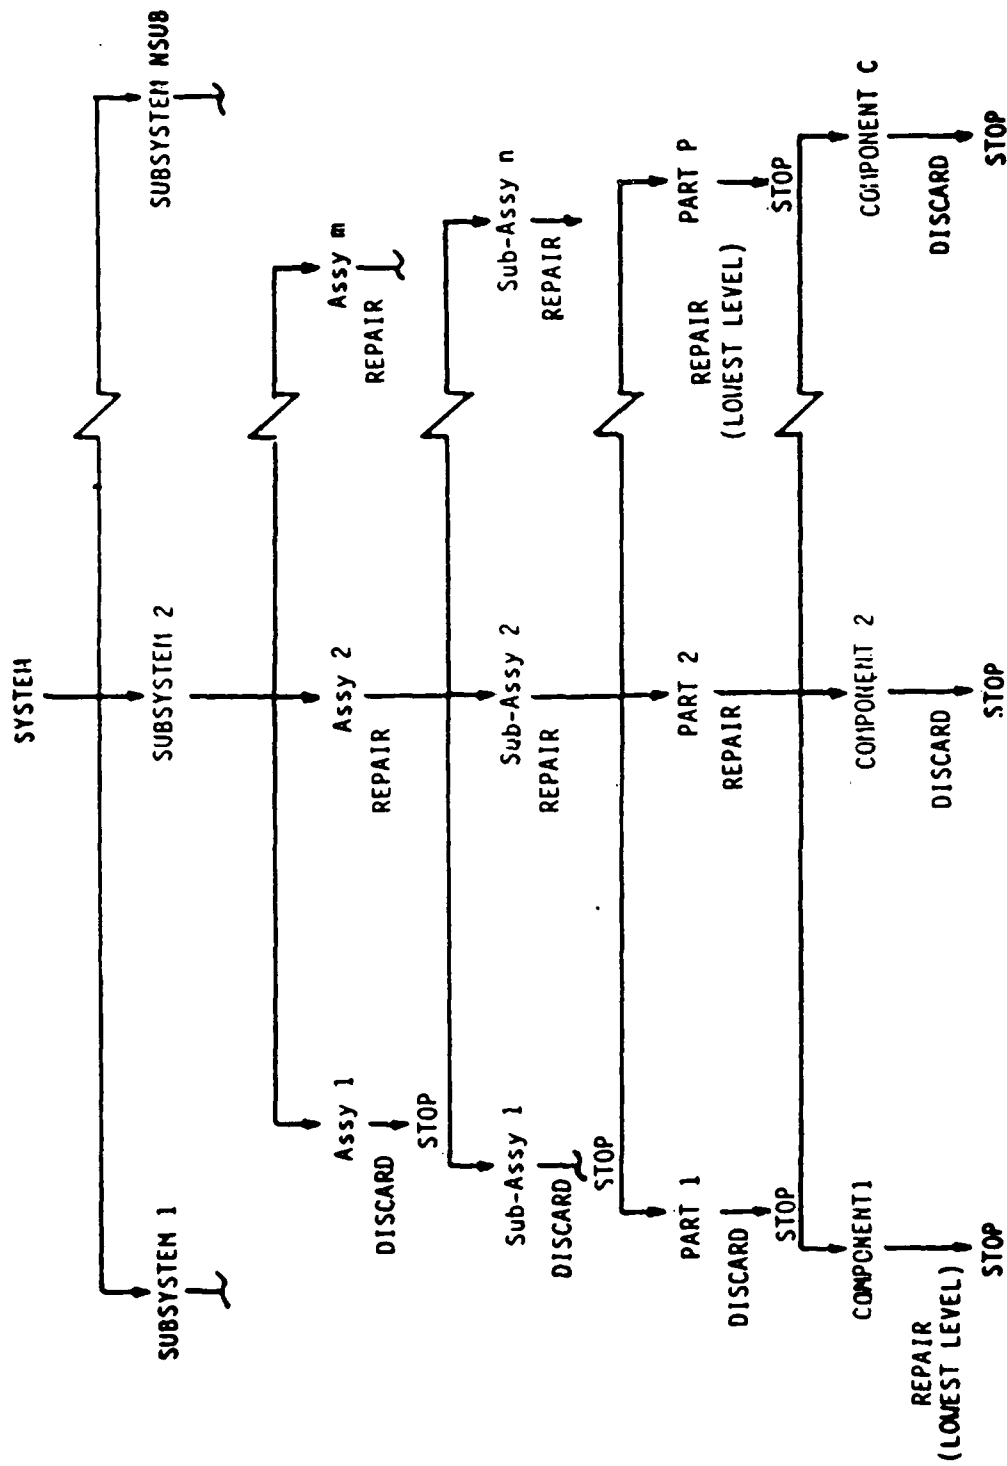 SYSTEM
SUBSYSTEM 1
SUBSYSTEM 2
SUBSYSTEM NSUB
Assy 1
Assy 2
Assy m
DISCARD
REPAIR
REPAIR
STOP
Sub-Assy 1
Sub-Assy 2
Sub-Assy n
DISCARD
REPAIR
REPAIR
STOP
PART 1
PART 2
PART P
DISCARD
REPAIR
REPAIR
(LOWEST LEVEL)
STOP
STOP
COMPONENT1
COMPONENT 2
COMPONENT C
REPAIR
(LOWEST LEVEL)
DISCARD
DISCARD
STOP
STOP
STOP